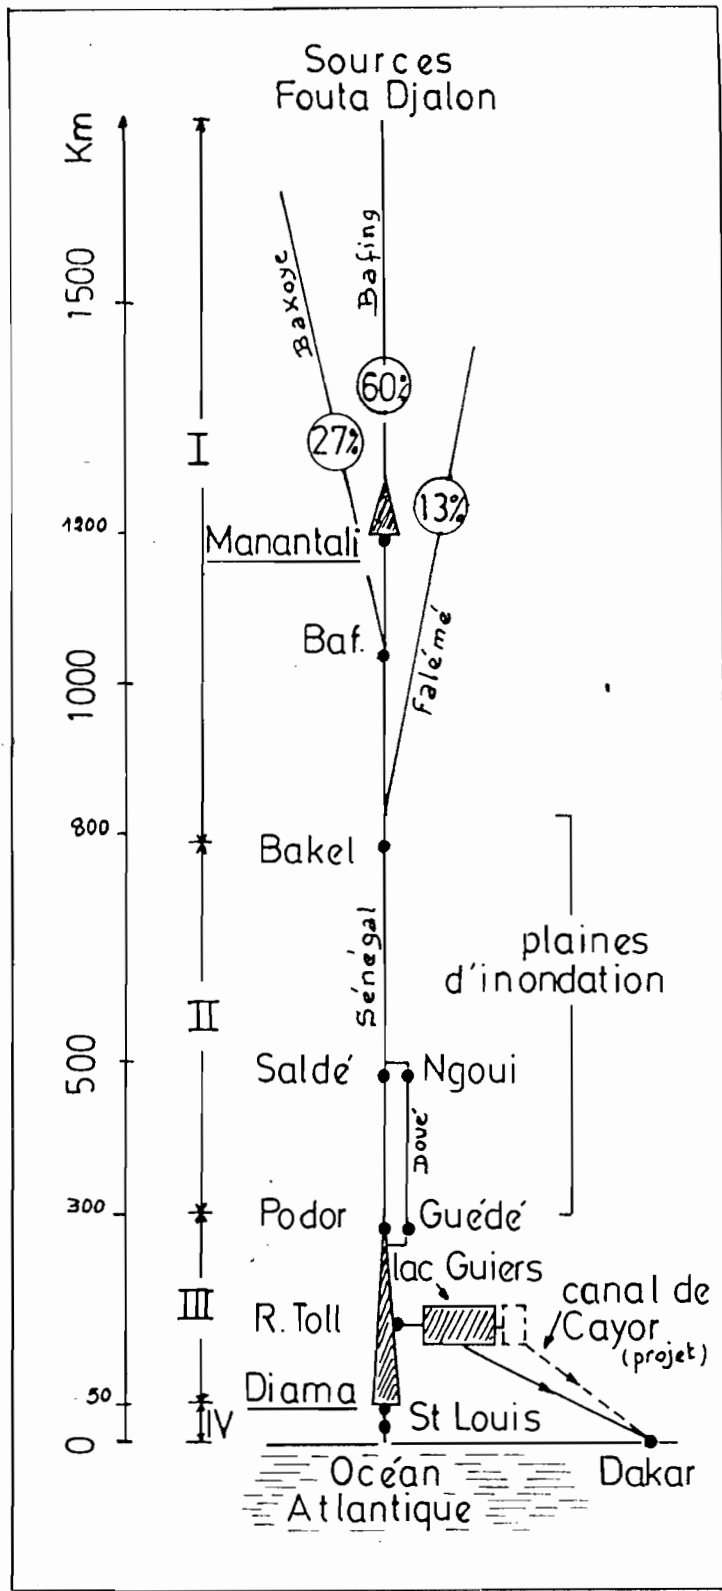 Sources
Fouta Djalon
Km
1500
1200
1000
800
500
300
50
0
I
II
III
IV
Bakoye
Bafing
60%
27%
13%
Manantali
Falémé
Baf.
Bakel
Sénégal
plaines
d'inondation
Saldé
Ngoui
Doué
Podor
Guédé
lac Guiers
R. Toll
canal de
Cayor
(projet)
Diama
St Louis
Océan
Atlantique
Dakar